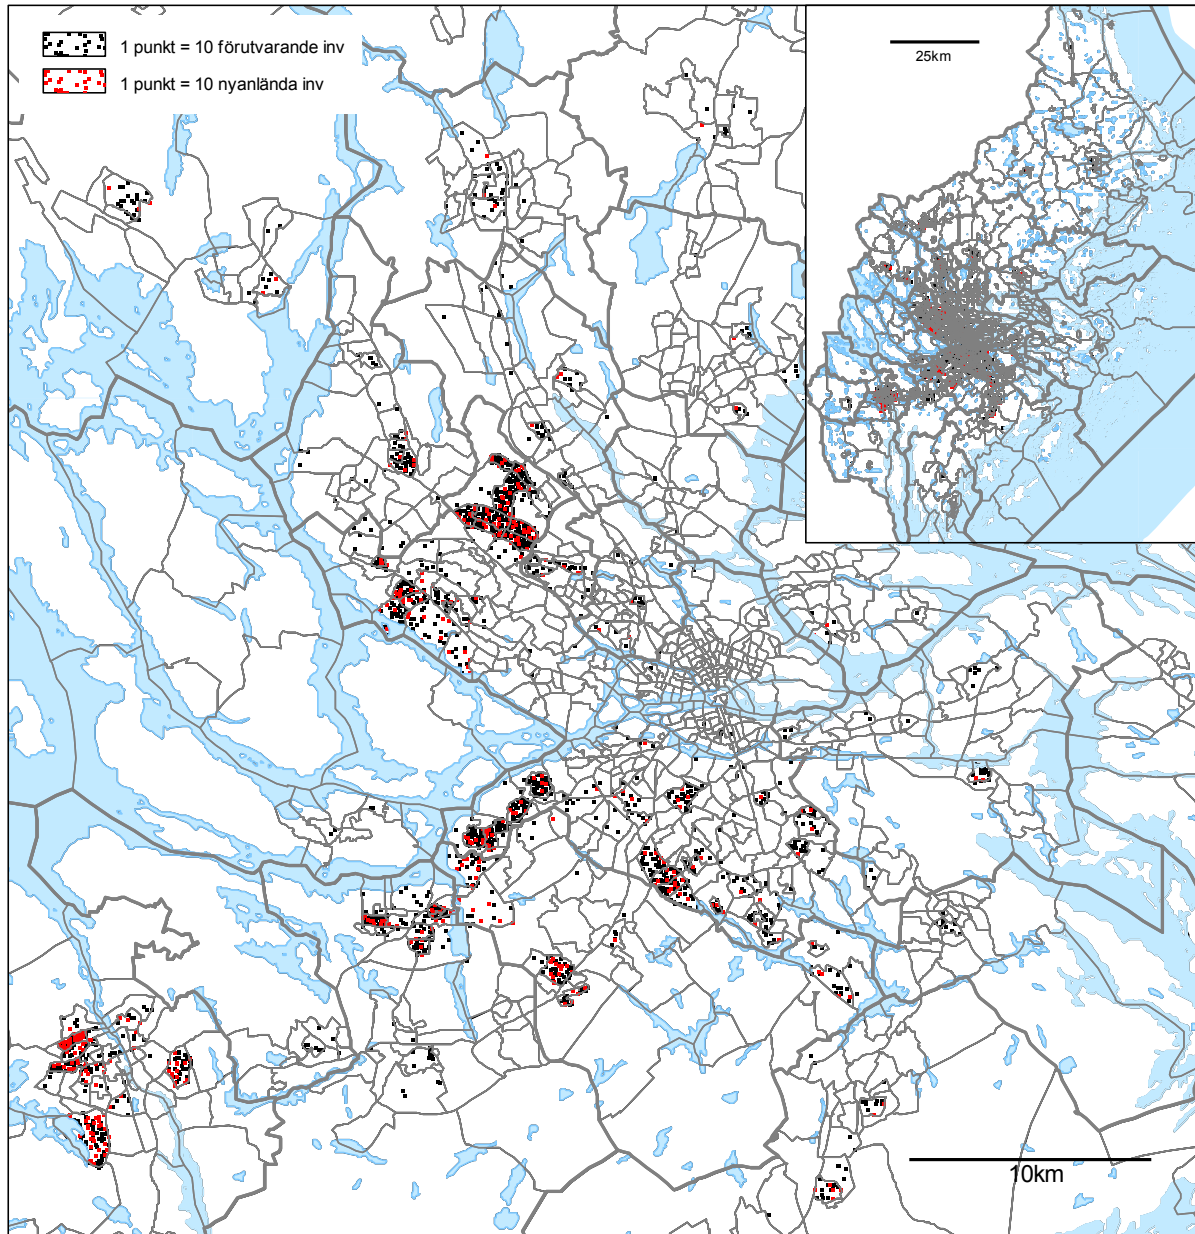 1 punkt = 10 förutvarande inv
1 punkt = 10 nyanlända inv
25km
10km